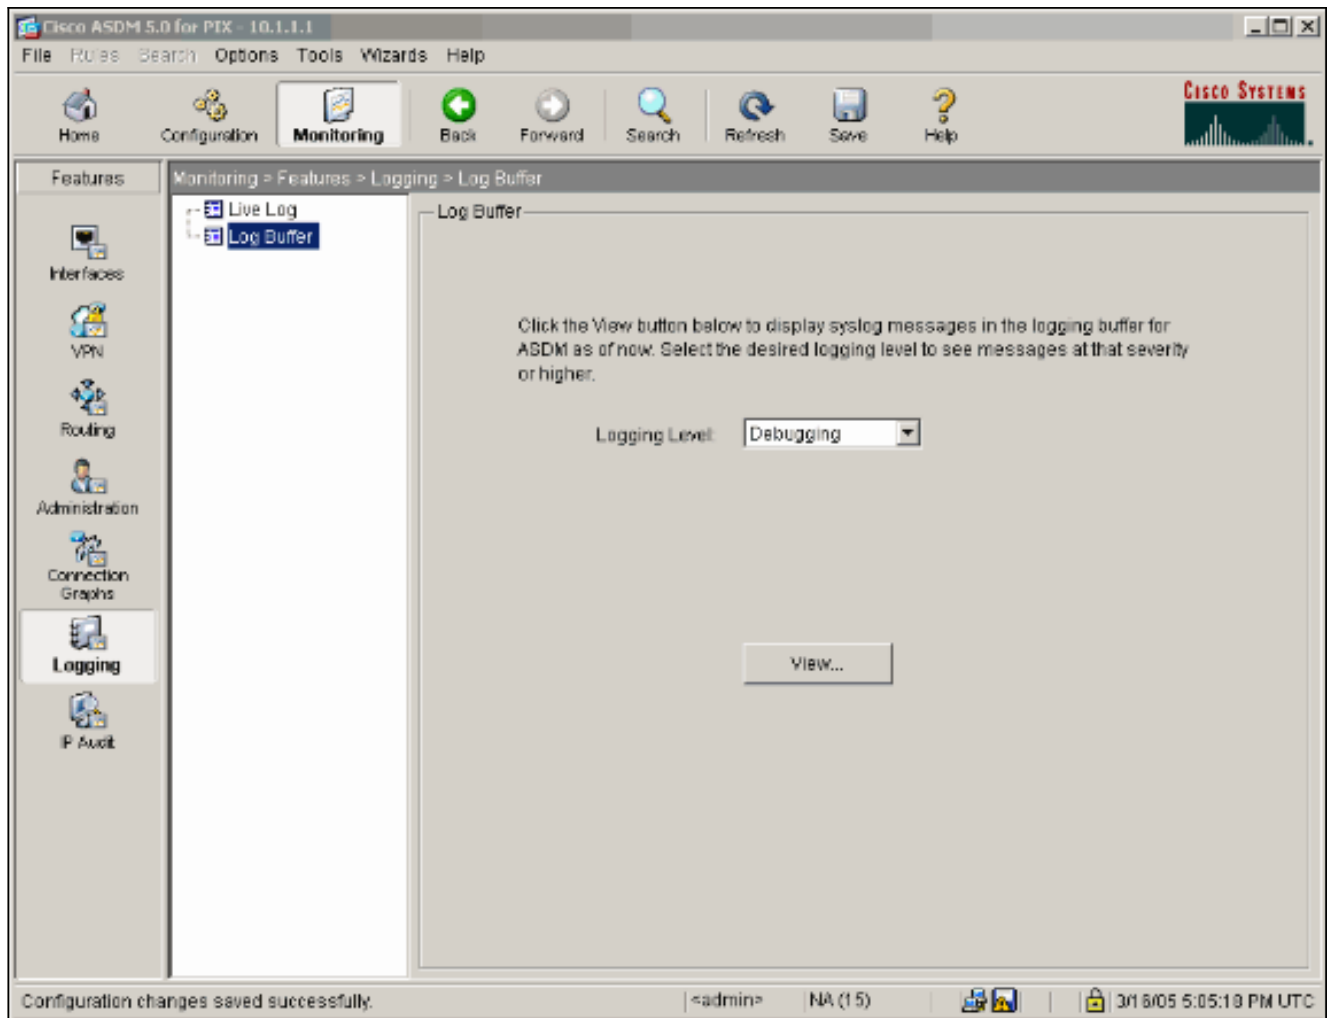 Cisco ASDM 5.0 for PIX - 10.1.1.1
File Rules Search Options Tools Wizards Help
Home Configuration Monitoring Back Forward Search Refresh Save Help
CISCO SYSTEMS
Features
Monitoring > Features > Logging > Log Buffer
Live Log
Log Buffer
Log Buffer
Interfaces
VPN
Routing
Administration
Connection
Graphs
Logging
IP Audit
Click the View button below to display syslog messages in the logging buffer for
ASDM as of now. Select the desired logging level to see messages at that severity
or higher.
Logging Level: Debugging
View...
Configuration changes saved successfully. <admin> NA (15) 3/16/05 5:05:18 PM UTC